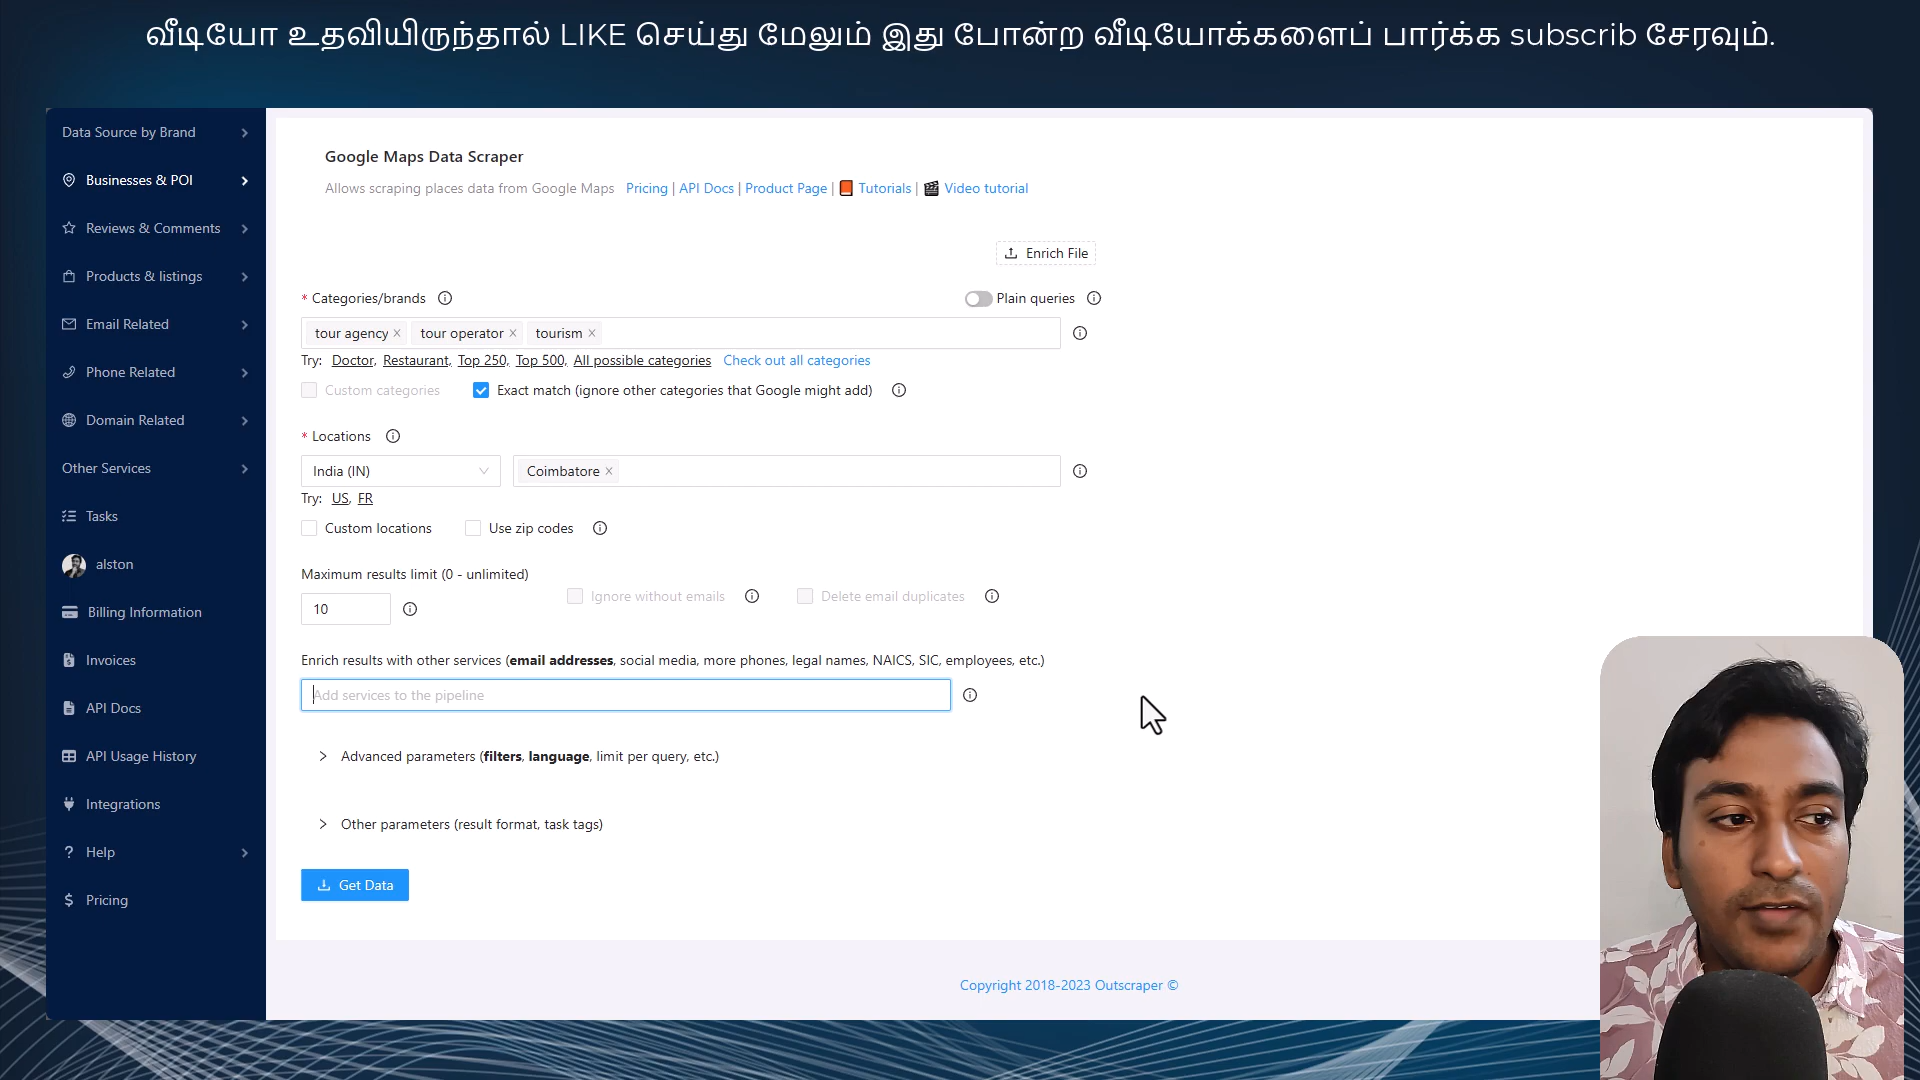 வீடியோ உதவியிருந்தால் LIKE செய்து மேலும் இது போன்ற வீடியோக்களைப் பார்க்க subscrib சேரவும்.
Data Source by Brand
Businesses & POI
Reviews & Comments
Products & listings
Email Related
Phone Related
Domain Related
Other Services
Tasks
alston
Billing Information
Invoices
API Docs
API Usage History
Integrations
Help
Pricing
Google Maps Data Scraper
Allows scraping places data from Google Maps Pricing | API Docs | Product Page | Tutorials | Video tutorial
Enrich File
* Categories/brands Plain queries
tour agency × tour operator × tourism ×
Try: Doctor, Restaurant, Top 250, Top 500, All possible categories Check out all categories
Custom categories Exact match (ignore other categories that Google might add)
* Locations
India (IN) Coimbatore ×
Try: US, FR
Custom locations Use zip codes
Maximum results limit (0 - unlimited)
Ignore without emails Delete email duplicates
10
Enrich results with other services (email addresses, social media, more phones, legal names, NAICS, SIC, employees, etc.)
Add services to the pipeline
Advanced parameters (filters, language, limit per query, etc.)
Other parameters (result format, task tags)
Get Data
Copyright 2018-2023 Outscraper ©